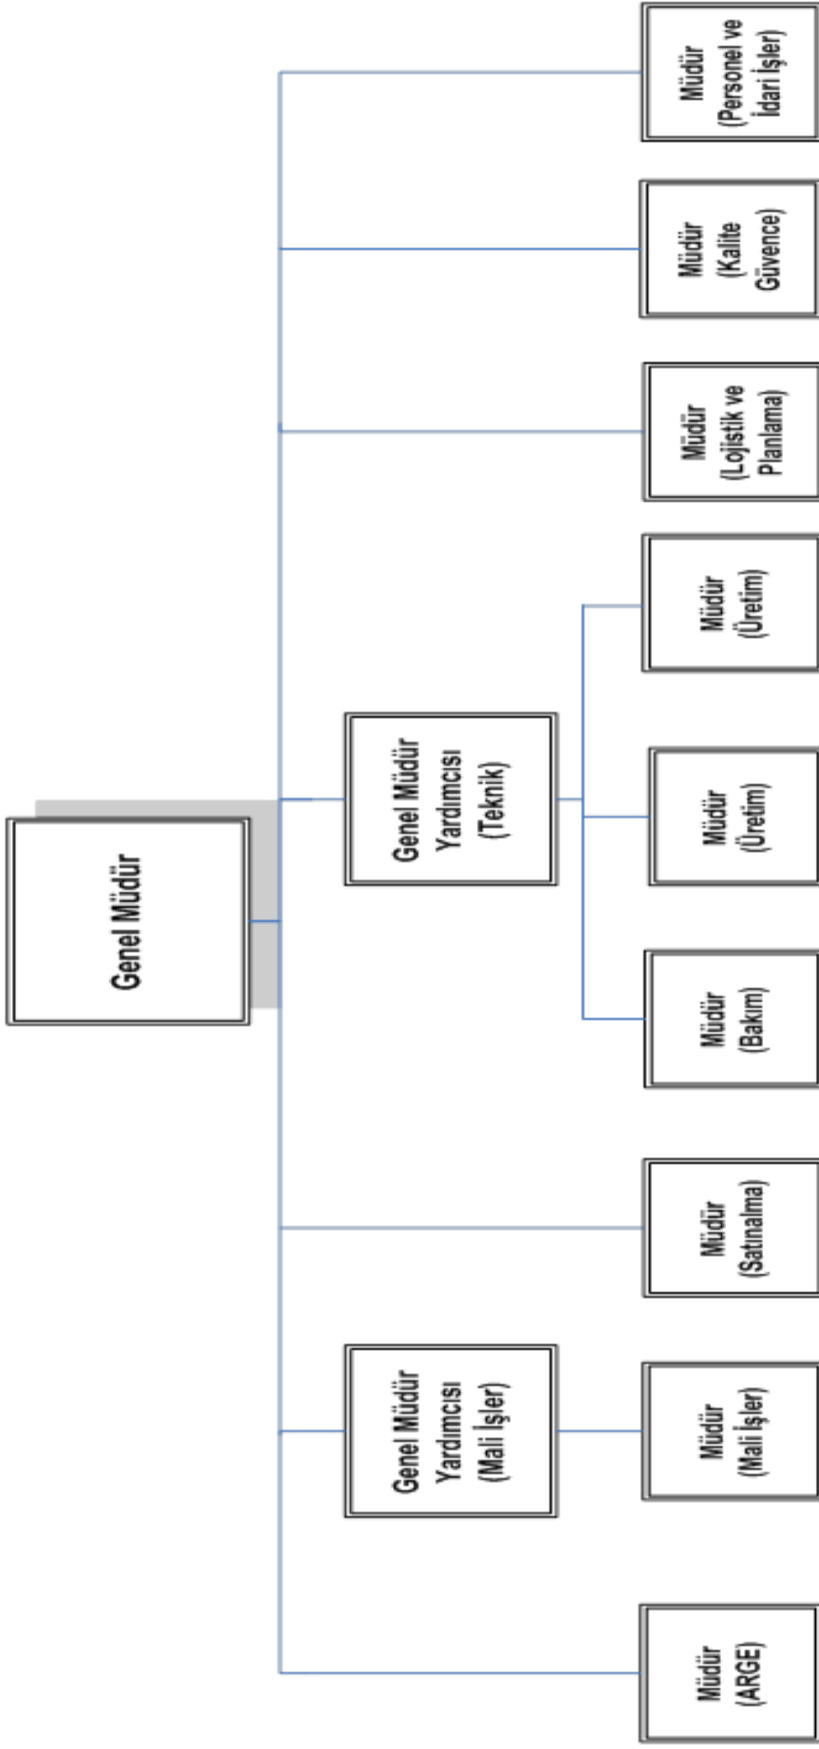 Genel Müdür
Genel Müdür
Yardımcısı
(Mali İşler)
Genel Müdür
Yardımcısı
(Teknik)
Müdür
(ARGE)
Müdür
(Mali İşler)
Müdür
(Satınalma)
Müdür
(Bakım)
Müdür
(Üretim)
Müdür
(Üretim)
Müdür
(Lojistik ve
Planlama)
Müdür
(Kalite
Güvence)
Müdür
(Personel ve
İdari İşler)